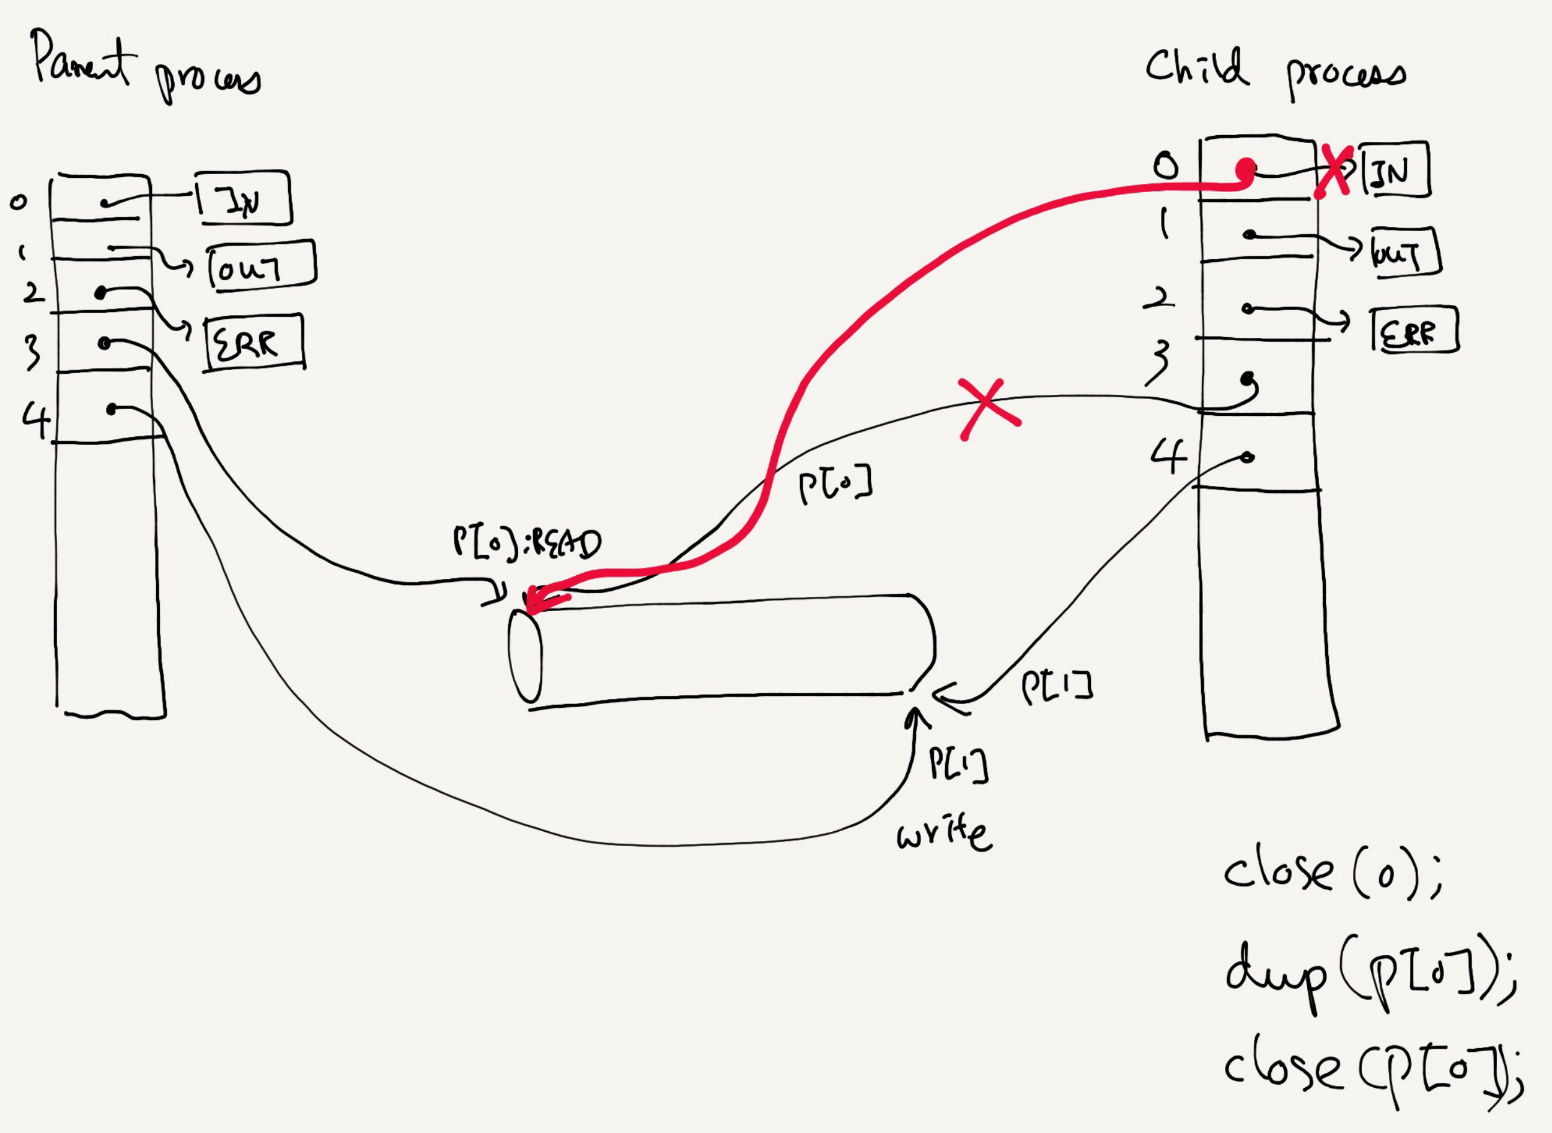 Parent process
0
IN
1
OUT
2
ERR
3
4
Child process
0
IN
1
OUT
2
ERR
3
4
P[0]
P[0]:READ
P[1]
P[1]
write
close(0);
dup(p[0]);
close(p[0]);